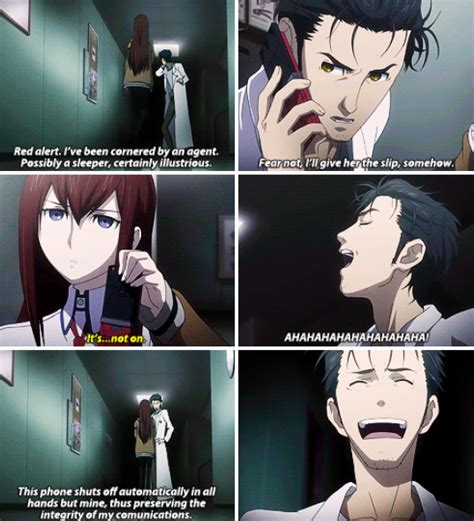 Red alert. I've been cornered by an agent.
Possibly a sleeper, certainly illustrious.
Fear not, I'll give her the slip, somehow.
It's...not on
AHAHAHAHAHAHAHAHAHA!
This phone shuts off automatically in all
hands but mine, thus preserving the
integrity of my comunications.